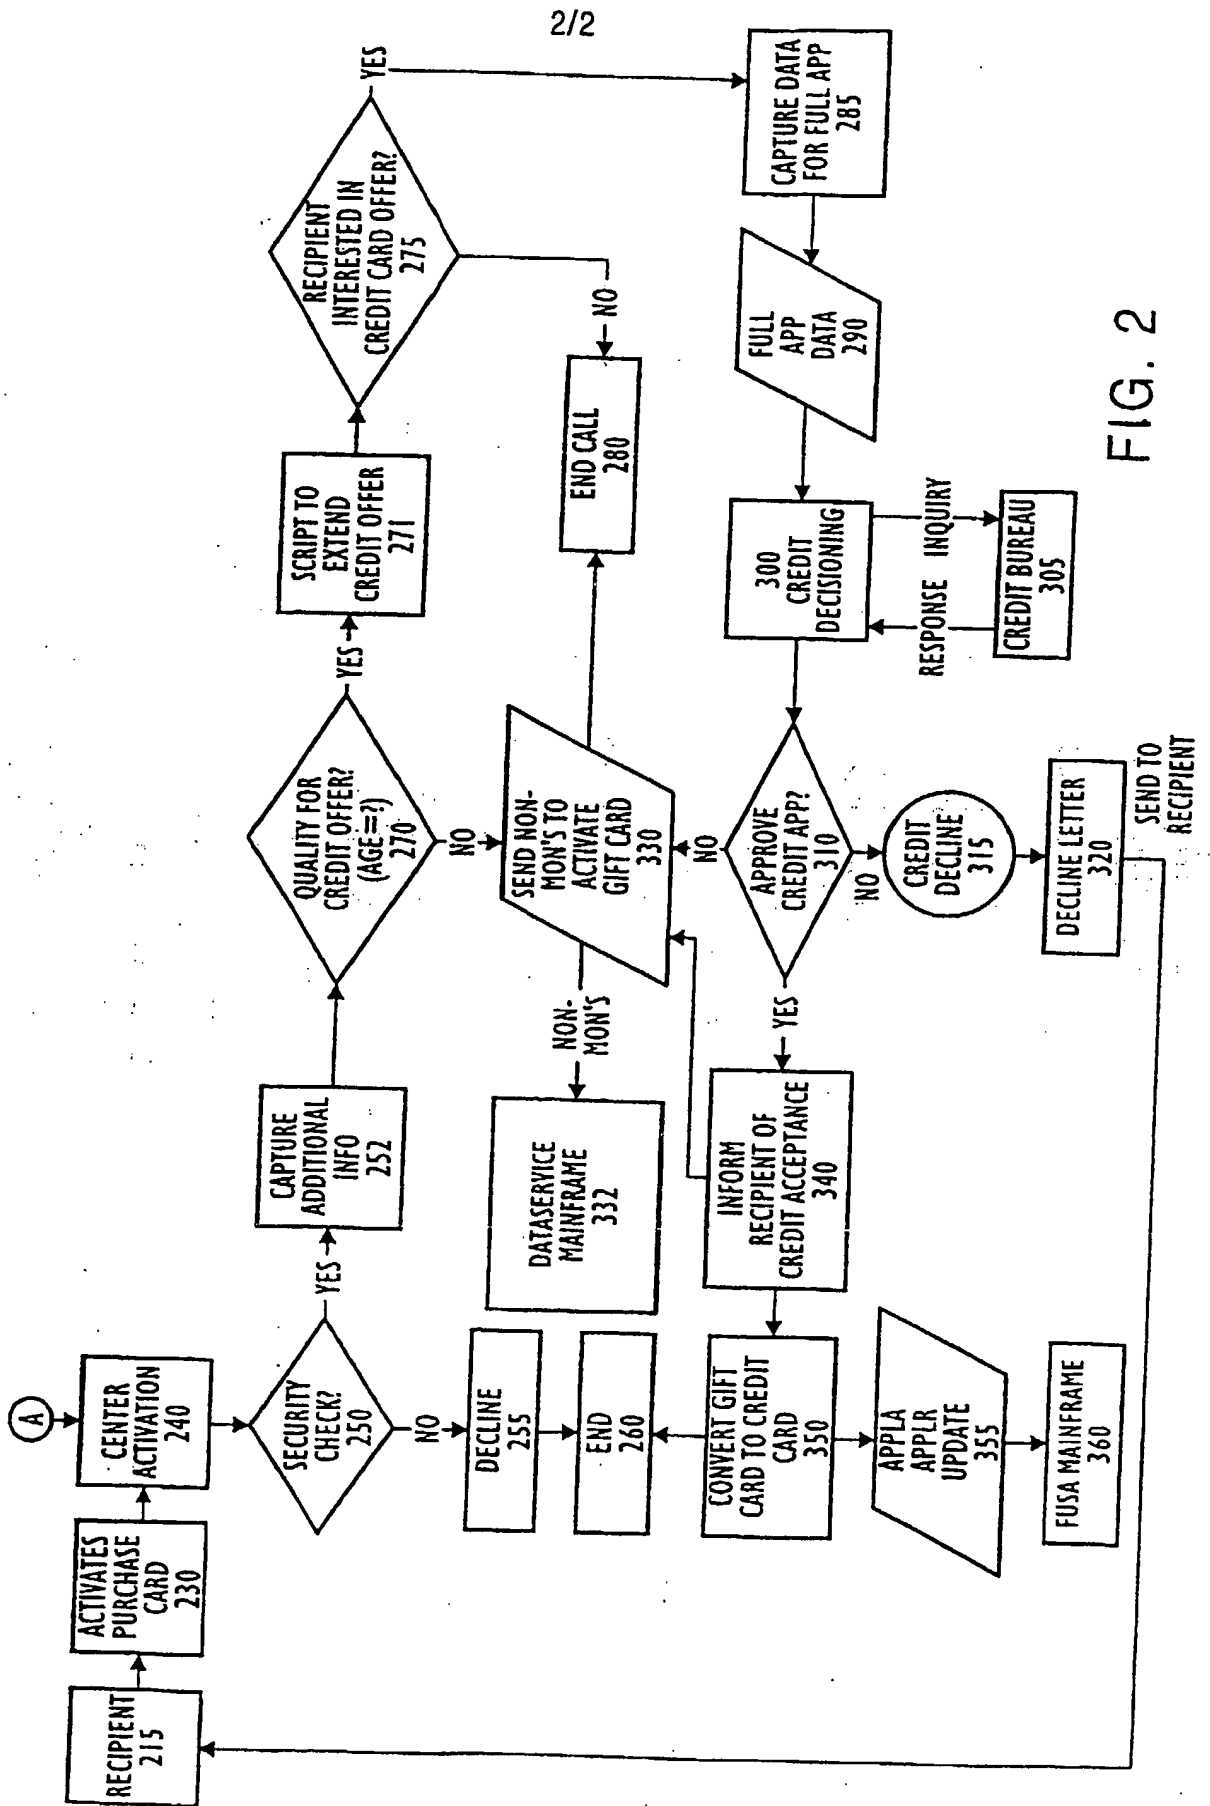 2/2
A
RECIPIENT
215
ACTIVATES
PURCHASE
CARD
230
CENTER
ACTIVATION
240
SECURITY
CHECK?
250
YES
NO
CAPTURE
ADDITIONAL
INFO
252
QUALITY FOR
CREDIT OFFER?
(AGE=?)
270
YES
NO
SCRIPT TO
EXTEND
CREDIT OFFER
271
RECIPIENT
INTERESTED IN
CREDIT CARD OFFER?
275
YES
NO
DECLINE
255
END
260
DATASERVICE
MAINFRAME
332
NON-
MON'S
SEND NON-
MON'S TO
ACTIVATE
GIFT CARD
330
END CALL
280
CAPTURE DATA
FOR FULL APP
285
FULL
APP
DATA
290
300
CREDIT
DECISIONING
RESPONSE
INQUIRY
CREDIT BUREAU
305
APPROVE
CREDIT APP?
310
NO
NO
YES
CREDIT
DECLINE
315
DECLINE LETTER
320
SEND TO
RECIPIENT
INFORM
RECIPIENT OF
CREDIT ACCEPTANCE
340
CONVERT GIFT
CARD TO CREDIT
CARD
350
APPLA
APPLR
UPDATE
355
FUSA MAINFRAME
360
FIG. 2